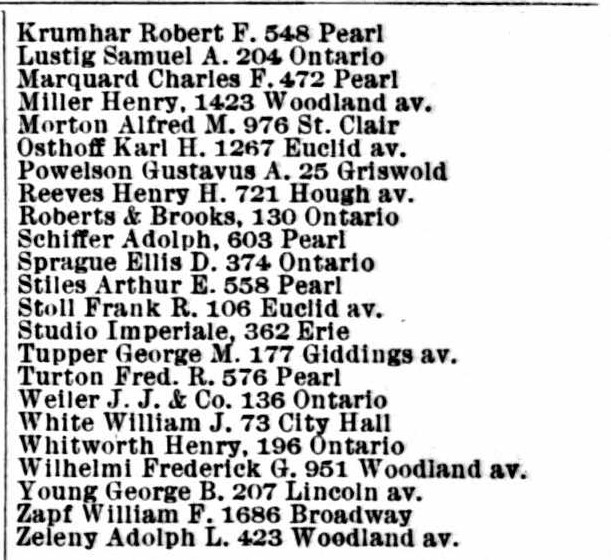 Krumhar Robert F. 548 Pearl
Lustig Samuel A. 204 Ontario
Marquard Charles F. 472 Pearl
Miller Henry, 1423 Woodland av.
Morton Alfred M. 976 St. Clair
Osthoff Karl H. 1267 Euclid av.
Powelson Gustavus A. 25 Griswold
Reeves Henry H. 721 Hough av.
Roberts & Brooks, 130 Ontario
Schiffer Adolph, 603 Pearl
Sprague Ellis D. 374 Ontario
Stiles Arthur E. 558 Pearl
Stoll Frank R. 106 Euclid av.
Studio Imperiale, 362 Erie
Tupper George M. 177 Giddings av.
Turton Fred. R. 576 Pearl
Weiler J. J. & Co. 136 Ontario
White William J. 73 City Hall
Whitworth Henry, 196 Ontario
Wilhelmi Frederick G. 951 Woodland av.
Young George B. 207 Lincoln av.
Zapf William F. 1686 Broadway
Zeleny Adolph L. 423 Woodland av.